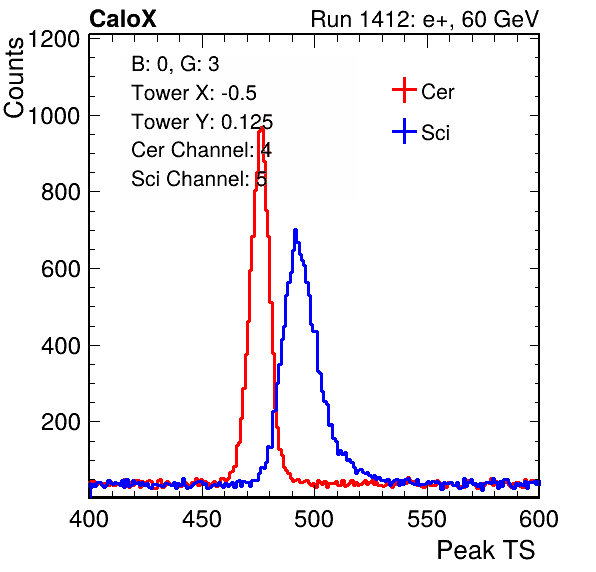 CaloX Run 1412: e+, 60 GeV
Counts
1200
1000
800
600
400
200
B: 0, G: 3
Tower X: -0.5
Tower Y: 0.125
Cer Channel: 4
Sci Channel: 5
Cer
Sci
400 450 500 550 600
Peak TS